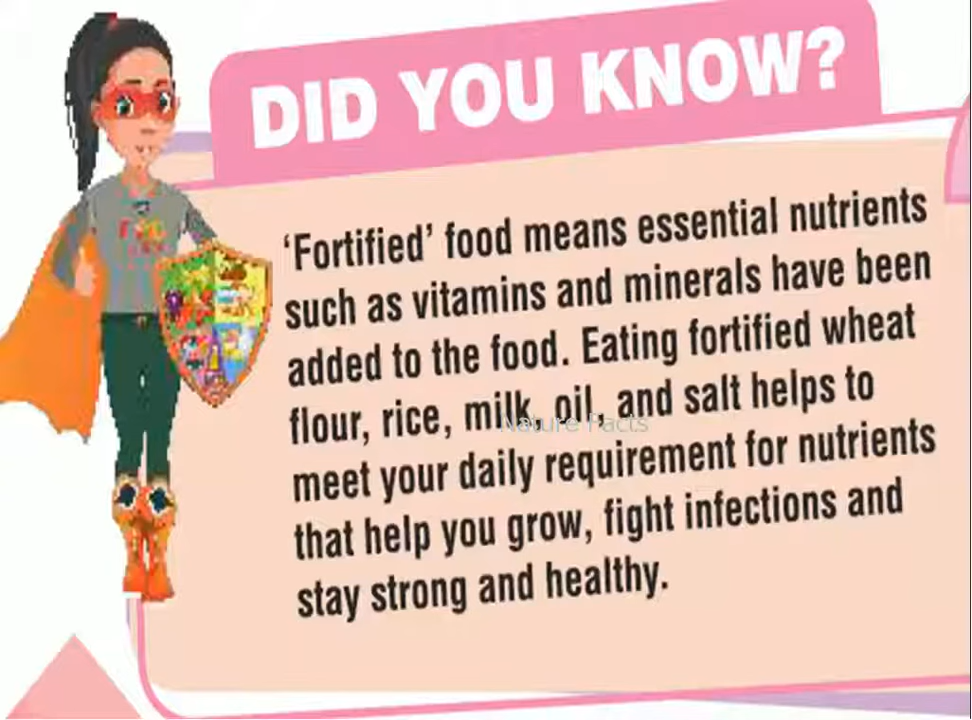 DID YOU KNOW?
‘Fortified’ food means essential nutrients
such as vitamins and minerals have been
added to the food. Eating fortified wheat
flour, rice, milk, oil, and salt helps to
meet your daily requirement for nutrients
that help you grow, fight infections and
stay strong and healthy.
Nature Facts